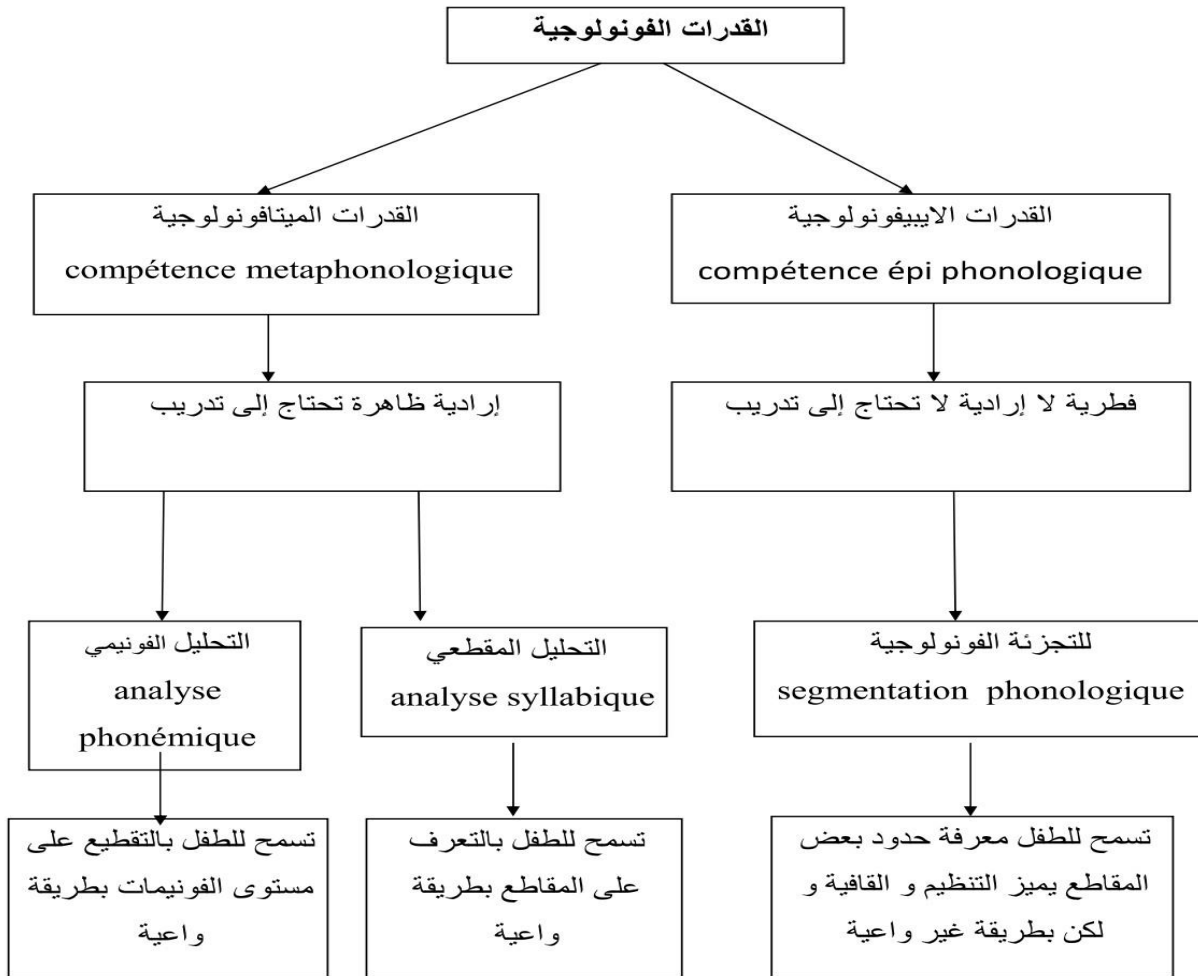 القدرات الفونولوجية
القدرات الايبيفونولوجية
compétence épi phonologique
القدرات الميتافونولوجية
compétence metaphonologique
فطرية لا إرادية لا تحتاج إلى تدريب
إرادية ظاهرة تحتاج إلى تدريب
للتجزئة الفونولوجية
segmentation phonologique
التحليل المقطعي
analyse syllabique
التحليل الفونيمي
analyse
phonémique
تسمح للطفل معرفة حدود بعض
المقاطع يميز التنظيم و القافية و
لكن بطريقة غير واعية
تسمح للطفل بالتعرف
على المقاطع بطريقة
واعية
تسمح للطفل بالتقطيع على
مستوى الفونيمات بطريقة
واعية